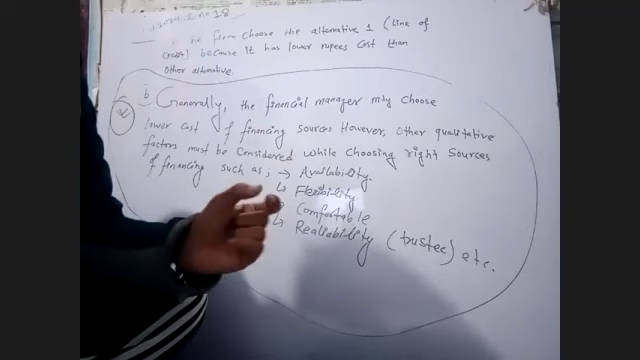 no 18
firm choose the alternative 1 (line of
credit) because it has lower rupees cost than
other alternative.
b Generally, the financial manager may choose
lower cost of financing sources However, Other qualitative
factors must be Considered while Choosing right Sources
of financing such as; → Availability.
↳ Flexibility
Comfortable
↳ Realiability (trustee) etc.